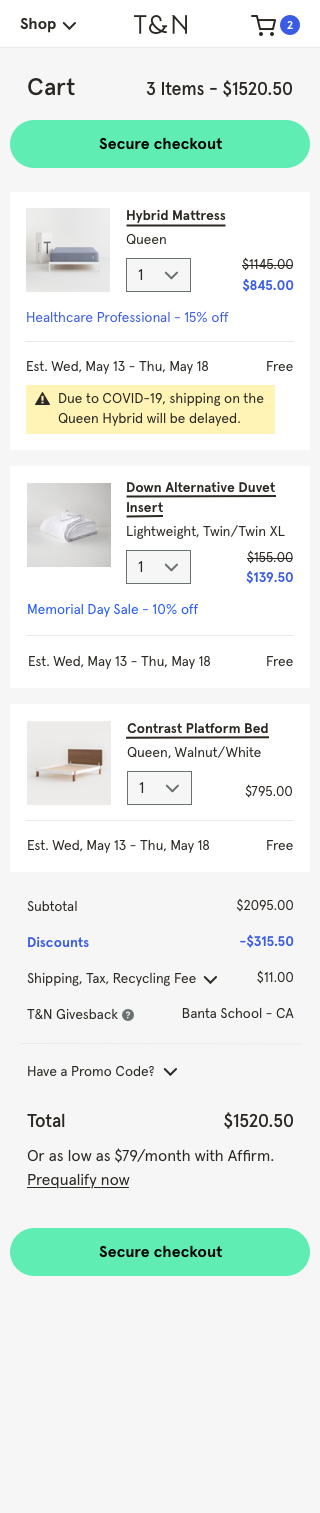 Shop
T&N
2
Cart
3 Items - $1520.50
Secure checkout
Hybrid Mattress
Queen
1
$1145.00
$845.00
Healthcare Professional - 15% off
Est. Wed, May 13 - Thu, May 18
Free
Due to COVID-19, shipping on the
Queen Hybrid will be delayed.
Down Alternative Duvet
Insert
Lightweight, Twin/Twin XL
1
$155.00
$139.50
Memorial Day Sale - 10% off
Est. Wed, May 13 - Thu, May 18
Free
Contrast Platform Bed
Queen, Walnut/White
1
$795.00
Est. Wed, May 13 - Thu, May 18
Free
Subtotal
$2095.00
Discounts
-$315.50
Shipping, Tax, Recycling Fee
$11.00
T&N Givesback ?
Banta School - CA
Have a Promo Code?
Total
$1520.50
Or as low as $79/month with Affirm.
Prequalify now
Secure checkout